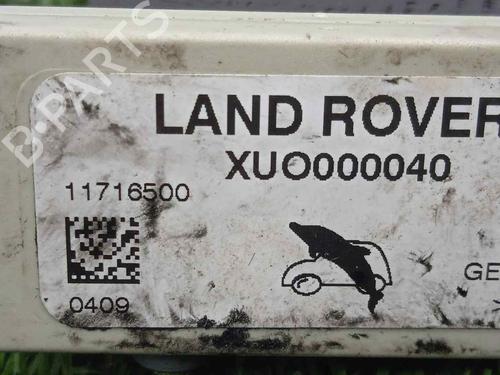 B-PARTS
LAND ROVER
XUO000040
11716500
GE
0409